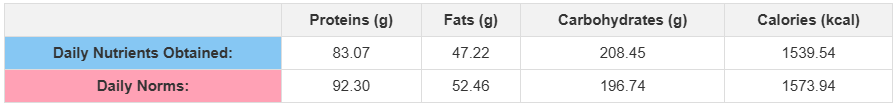 Proteins (g) Fats (g) Carbohydrates (g) Calories (kcal)
Daily Nutrients Obtained: 83.07 47.22 208.45 1539.54
Daily Norms: 92.30 52.46 196.74 1573.94